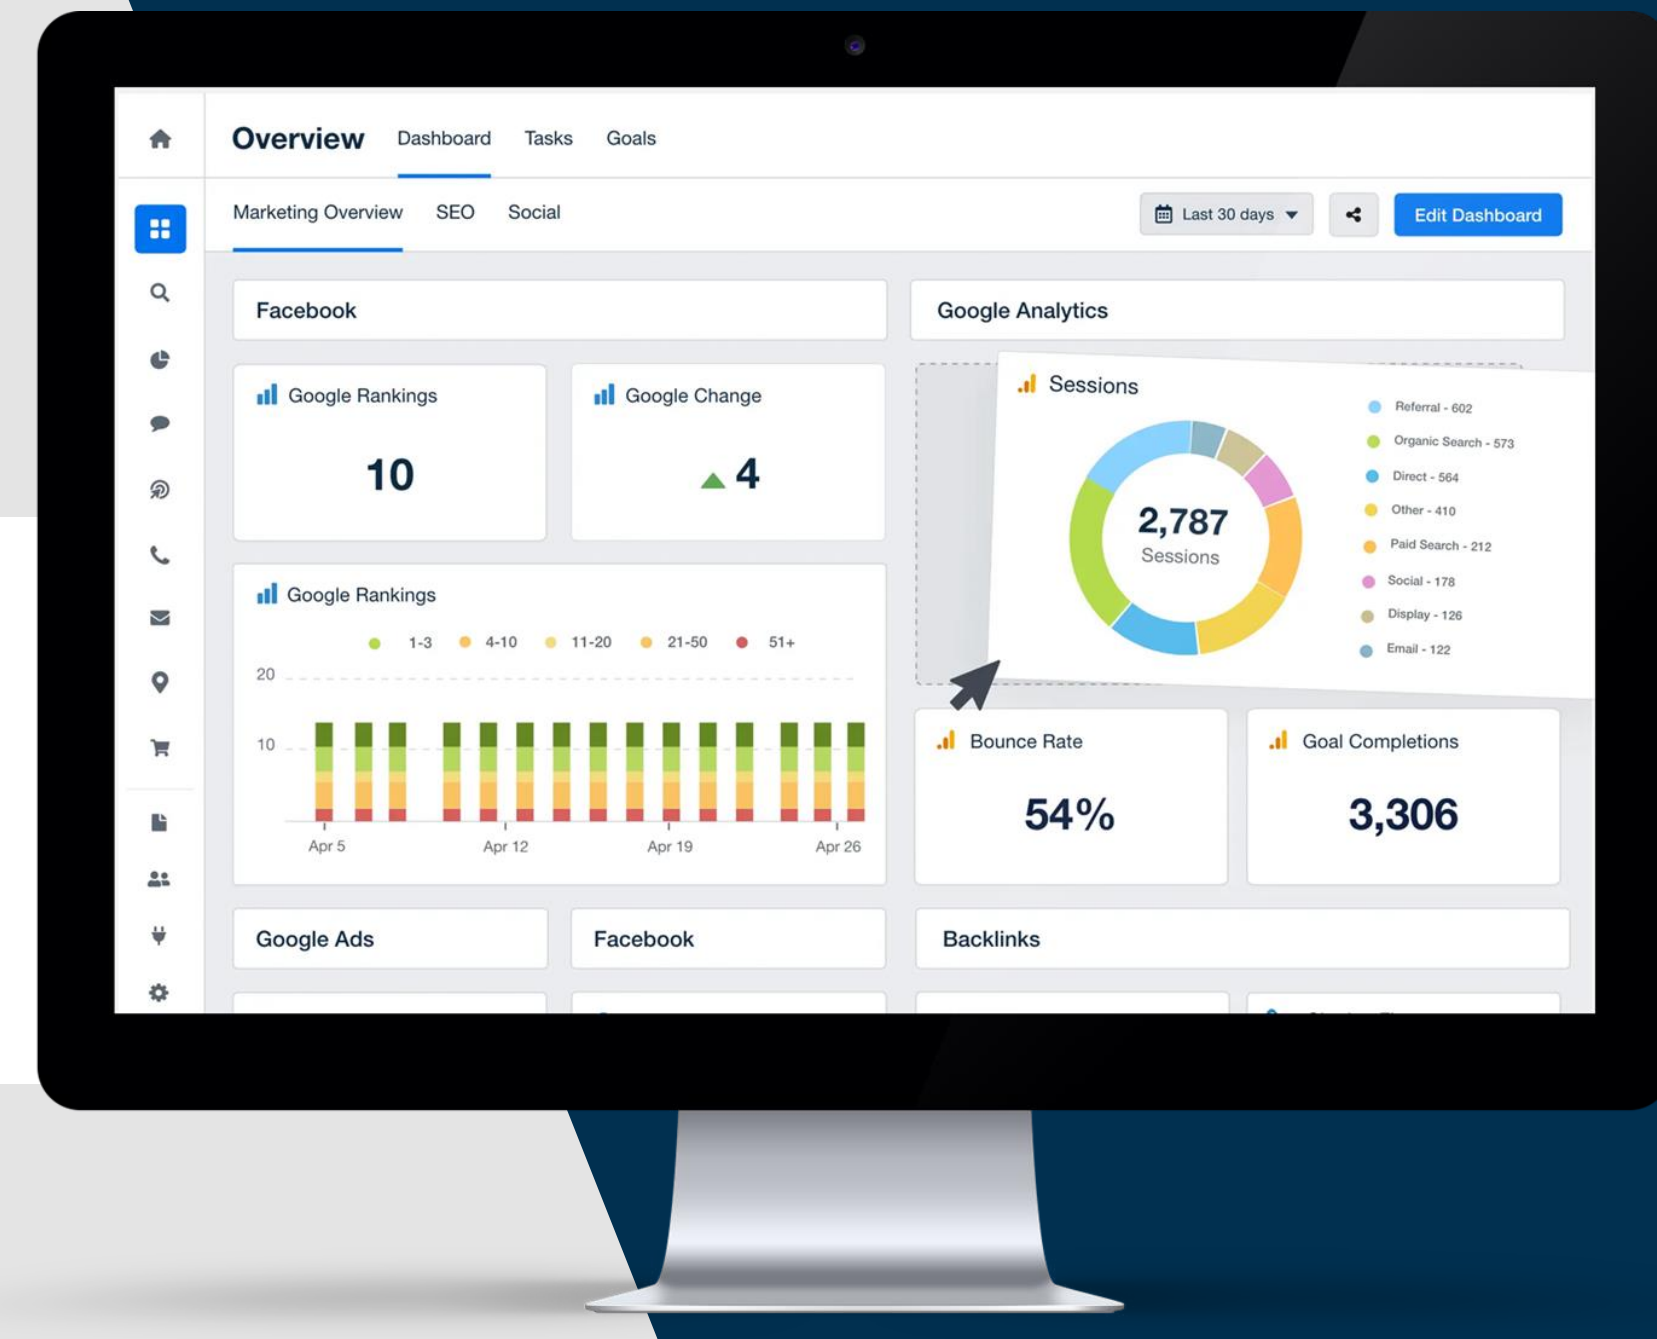 Overview Dashboard Tasks Goals
Marketing Overview SEO Social
Last 30 days
Edit Dashboard
Facebook
Google Analytics
Google Rankings
10
Google Change
4
Sessions
2,787
Sessions
Referral - 602
Organic Search - 573
Direct - 564
Other - 410
Paid Search - 212
Social - 178
Display - 126
Email - 122
Google Rankings
1-3 4-10 11-20 21-50 51+
20
10
Apr 5 Apr 12 Apr 19 Apr 26
Bounce Rate
54%
Goal Completions
3,306
Google Ads
Facebook
Backlinks